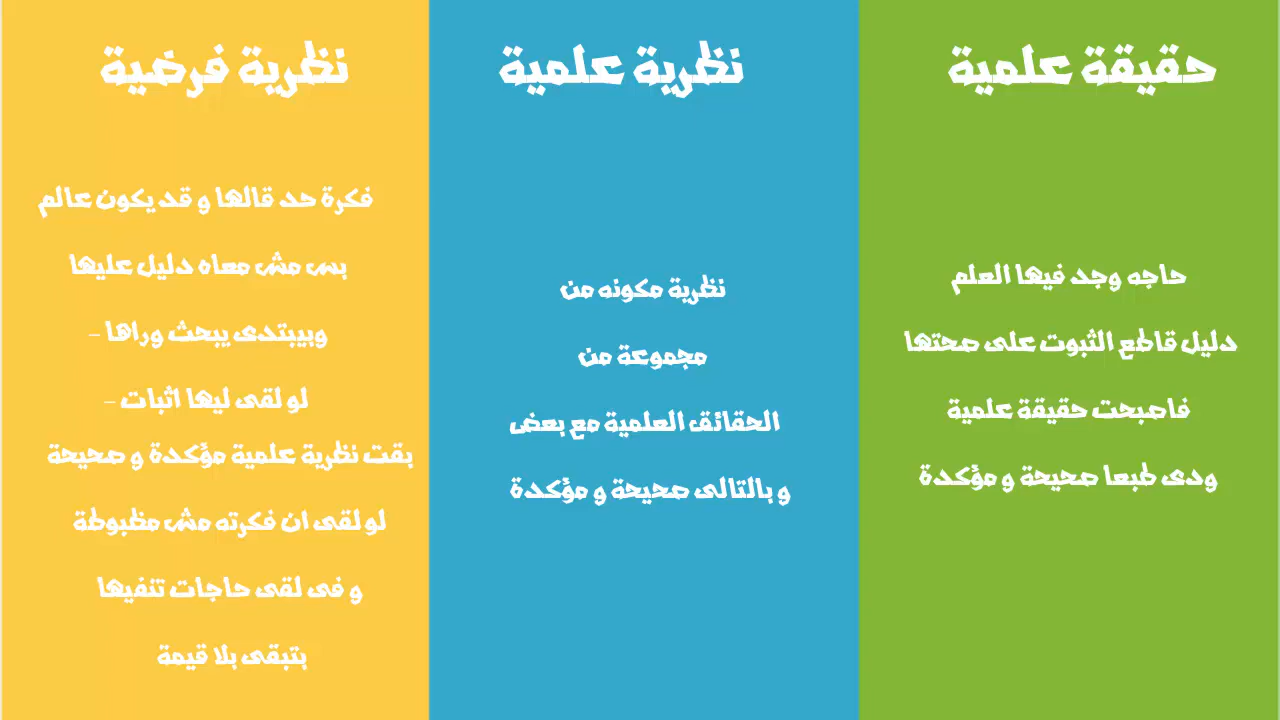 حقيقة علمية
حاجه وجد فيها العلم
دليل قاطع الثبوت على صحتها
فاصبحت حقيقة علمية
ودى طبعا صحيحة و مؤكدة
نظرية علمية
نظرية مكونه من
مجموعة من
الحقائق العلمية مع بعض
و بالتالى صحيحة و مؤكدة
نظرية فرضية
فكرة حد قالها و قد يكون عالم
بس مش معاه دليل عليها
وبيبتدى يبحث وراها -
لو لقى ليها اثبات -
بقت نظرية علمية مؤكدة و صحيحة
لو لقى ان فكرته مش مظبوطة
و فى لقى حاجات تنفيها
بتبقى بلا قيمة